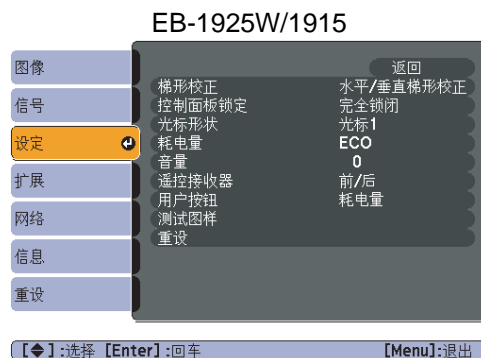 EB-1925W/1915
图像
信号
设定
扩展
网络
信息
重设
返回
梯形校正 水平/垂直梯形校正
控制面板锁定 完全锁闭
光标形状 光标1
耗电量 ECO
音量 0
遥控接收器 前/后
用户按钮 耗电量
测试图样
重设
[◆]:选择 [Enter]:回车 [Menu]:退出